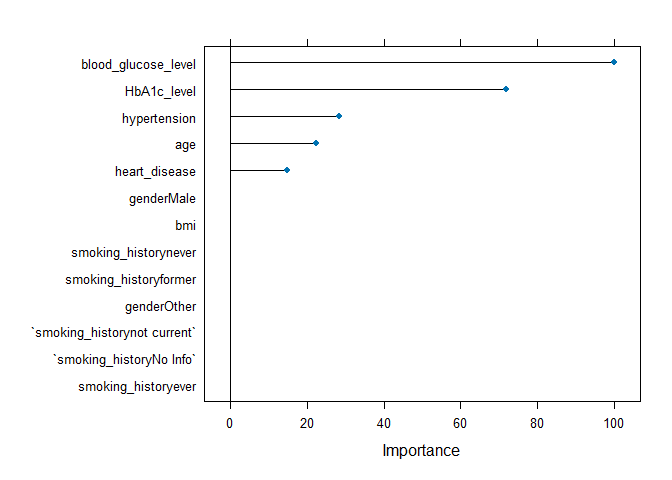 blood_glucose_level
HbA1c_level
hypertension
age
heart_disease
genderMale
bmi
smoking_historynever
smoking_historyformer
genderOther
`smoking_historynot current`
`smoking_historyNo Info`
smoking_historyever
0 20 40 60 80 100
Importance